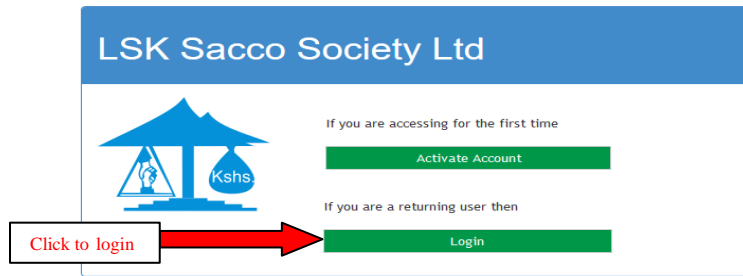 LSK Sacco Society Ltd
If you are accessing for the first time
Activate Account
Kshs.
If you are a returning user then
Click to login
Login